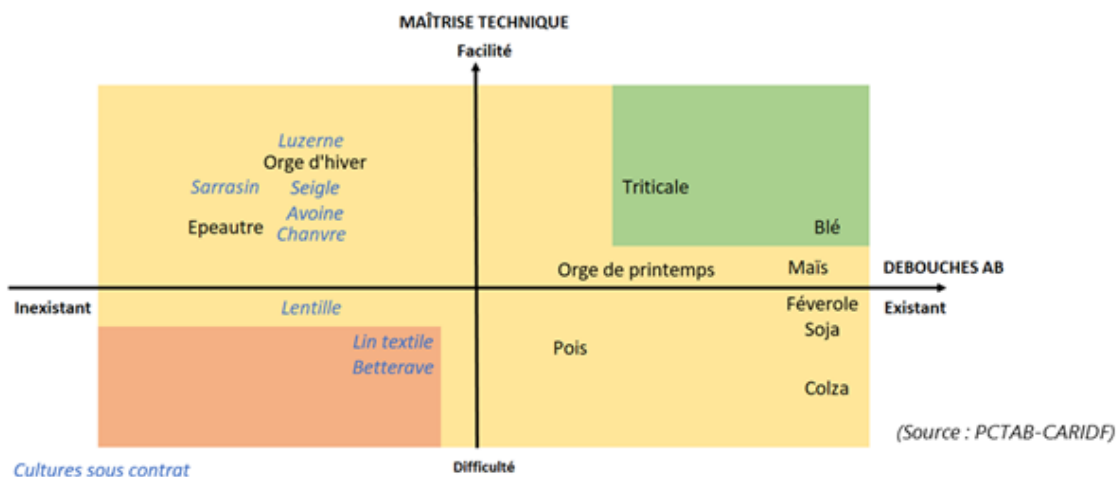 MAÎTRISE TECHNIQUE
Facilité
Luzerne
Orge d'hiver
Sarrasin Seigle
Triticale
Avoine
Epeautre
Blé
Chanvre
Orge de printemps
Maïs
DEBOUCHES AB
Inexistant
Lentille
Féverole
Existant
Soja
Lin textile
Pois
Betterave
Colza
(Source : PCTAB-CARIDF)
Difficulté
Cultures sous contrat